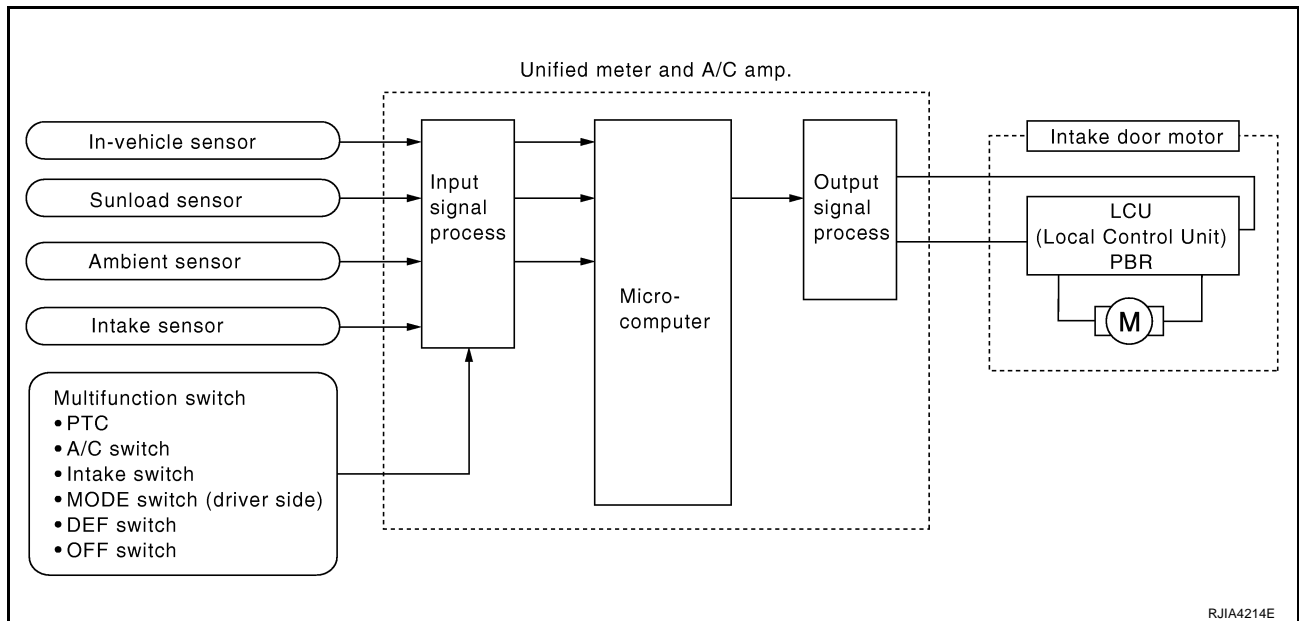 Unified meter and A/C amp.
In-vehicle sensor
Sunload sensor
Ambient sensor
Intake sensor
Multifunction switch
• PTC
• A/C switch
• Intake switch
• MODE switch (driver side)
• DEF switch
• OFF switch
Input
signal
process
Micro-
computer
Output
signal
process
Intake door motor
LCU
(Local Control Unit)
PBR
M
RJIA4214E